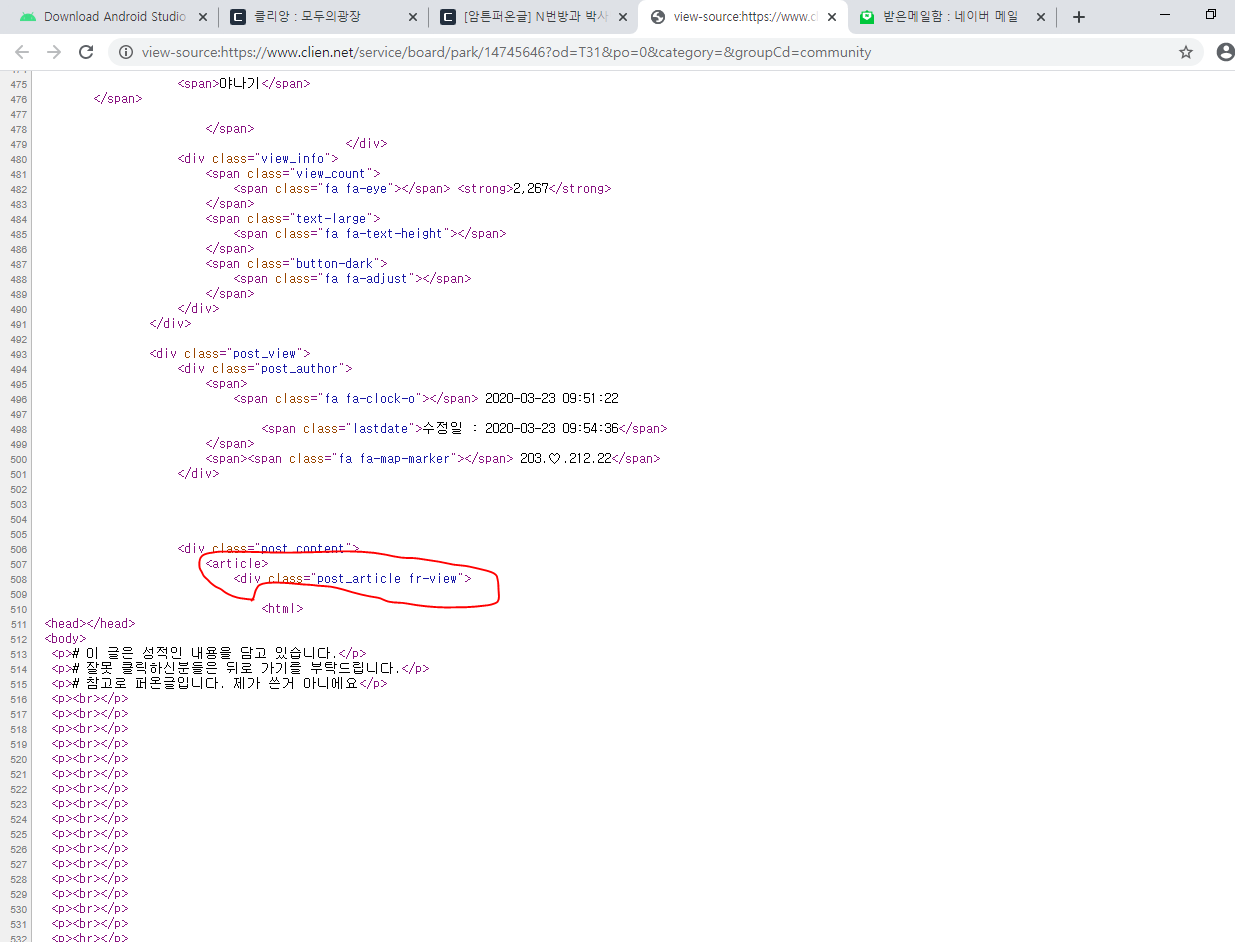 Download Android Studio
클리앙 : 모두의광장
[암튼퍼온글] N번방과 박사
view-source:https://www.cl
받은메일함 : 네이버 메일
view-source:https://www.clien.net/service/board/park/14745646?od=T31&po=0&category=&groupCd=community
475 <span>야나기</span>
476 </span>
477
478 </span>
479 </div>
480 <div class="view_info">
481 <span class="view_count">
482 <span class="fa fa-eye"></span> <strong>2,267</strong>
483 </span>
484 <span class="text-large">
485 <span class="fa fa-text-height"></span>
486 </span>
487 <span class="button-dark">
488 <span class="fa fa-adjust"></span>
489 </span>
490 </div>
491 </div>
492
493 <div class="post_view">
494 <div class="post_author">
495 <span>
496 <span class="fa fa-clock-o"></span> 2020-03-23 09:51:22
497
498 <span class="lastdate">수정일 : 2020-03-23 09:54:36</span>
499 </span>
500 <span><span class="fa fa-map-marker"></span> 203.♡.212.22</span>
501 </div>
502
503
504
505
506 <div class="post_content">
507 <article>
508 <div class="post_article fr-view">
509
510 <html>
511 <head></head>
512 <body>
513 <p># 이 글은 성적인 내용을 담고 있습니다.</p>
514 <p># 잘못 클릭하신분들은 뒤로 가기를 부탁드립니다.</p>
515 <p># 참고로 퍼온글입니다. 제가 쓴거 아니에요</p>
516 <p><br></p>
517 <p><br></p>
518 <p><br></p>
519 <p><br></p>
520 <p><br></p>
521 <p><br></p>
522 <p><br></p>
523 <p><br></p>
524 <p><br></p>
525 <p><br></p>
526 <p><br></p>
527 <p><br></p>
528 <p><br></p>
529 <p><br></p>
530 <p><br></p>
531 <p><br></p>
532 <p><br></p>